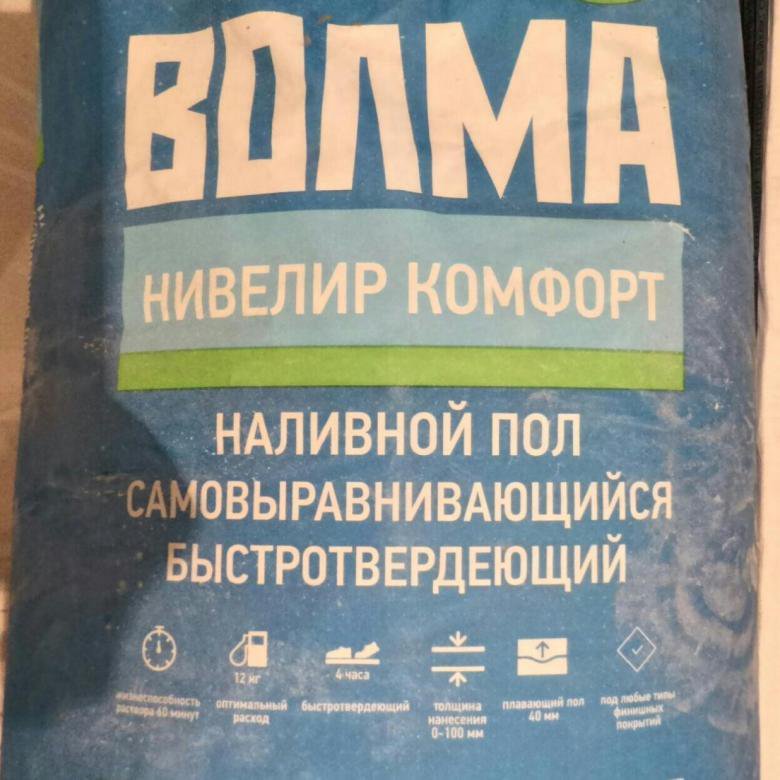 ВОЛМА
НИВЕЛИР КОМФОРТ
НАЛИВНОЙ ПОЛ
САМОВЫРАВНИВАЮЩИЙСЯ
БЫСТРОТВЕРДЕЮЩИЙ
12 кг
4 часа
жизнеспособность
раствора 60 минут
оптимальный
расход
быстротвердеющий
толщина
нанесения
0-100 мм
плавающий пол
40 мм
под любые типы
финишных
покрытий